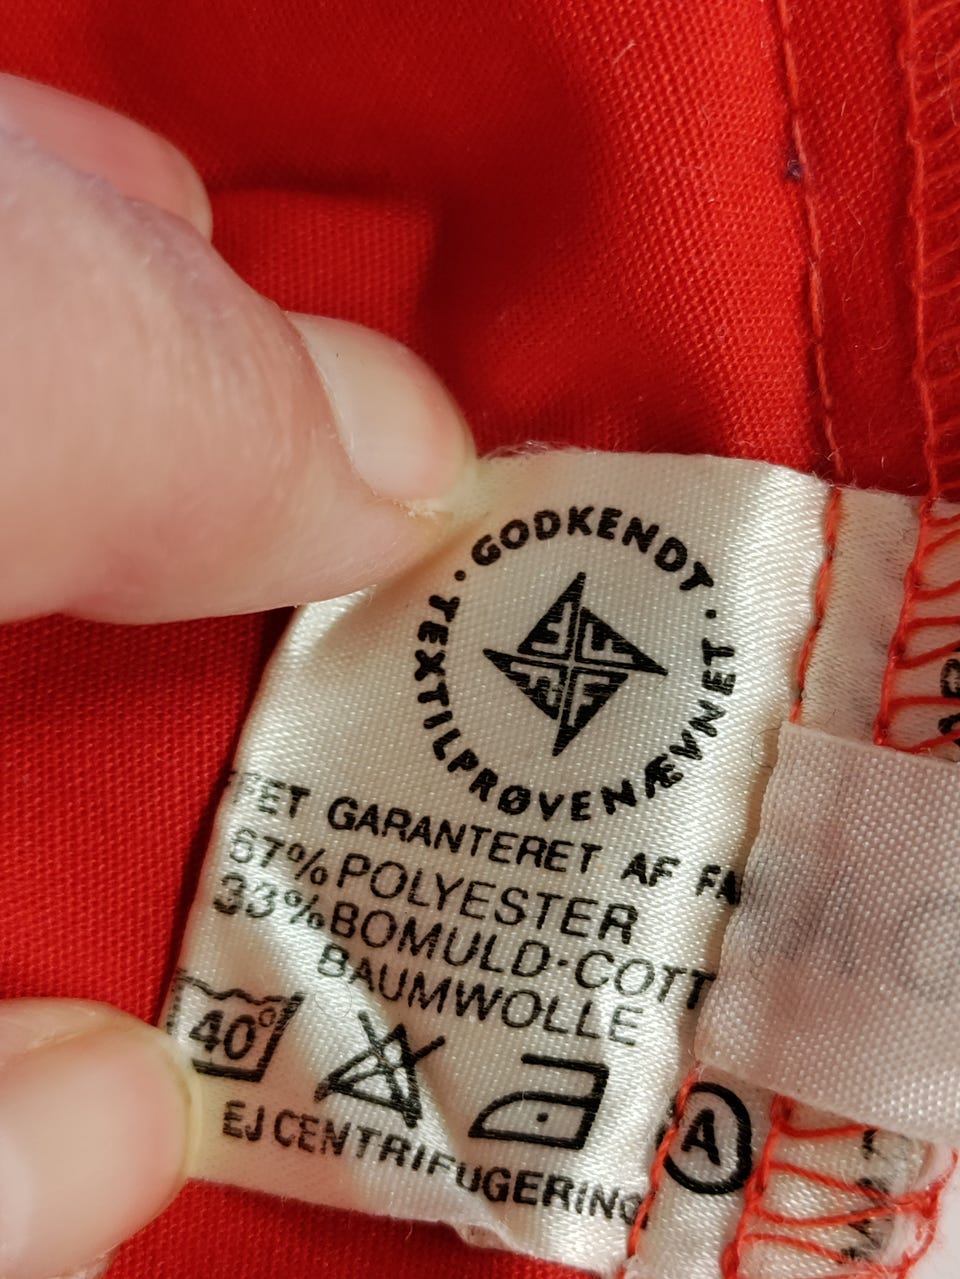 · GODKENDT ·
TEXTILPRØVENÆVNET
GARANTERET AF
67% POLYESTER
33% BOMULD-COTT
BAUMWOLLE
40°
EJ CENTRIFUGERING
A